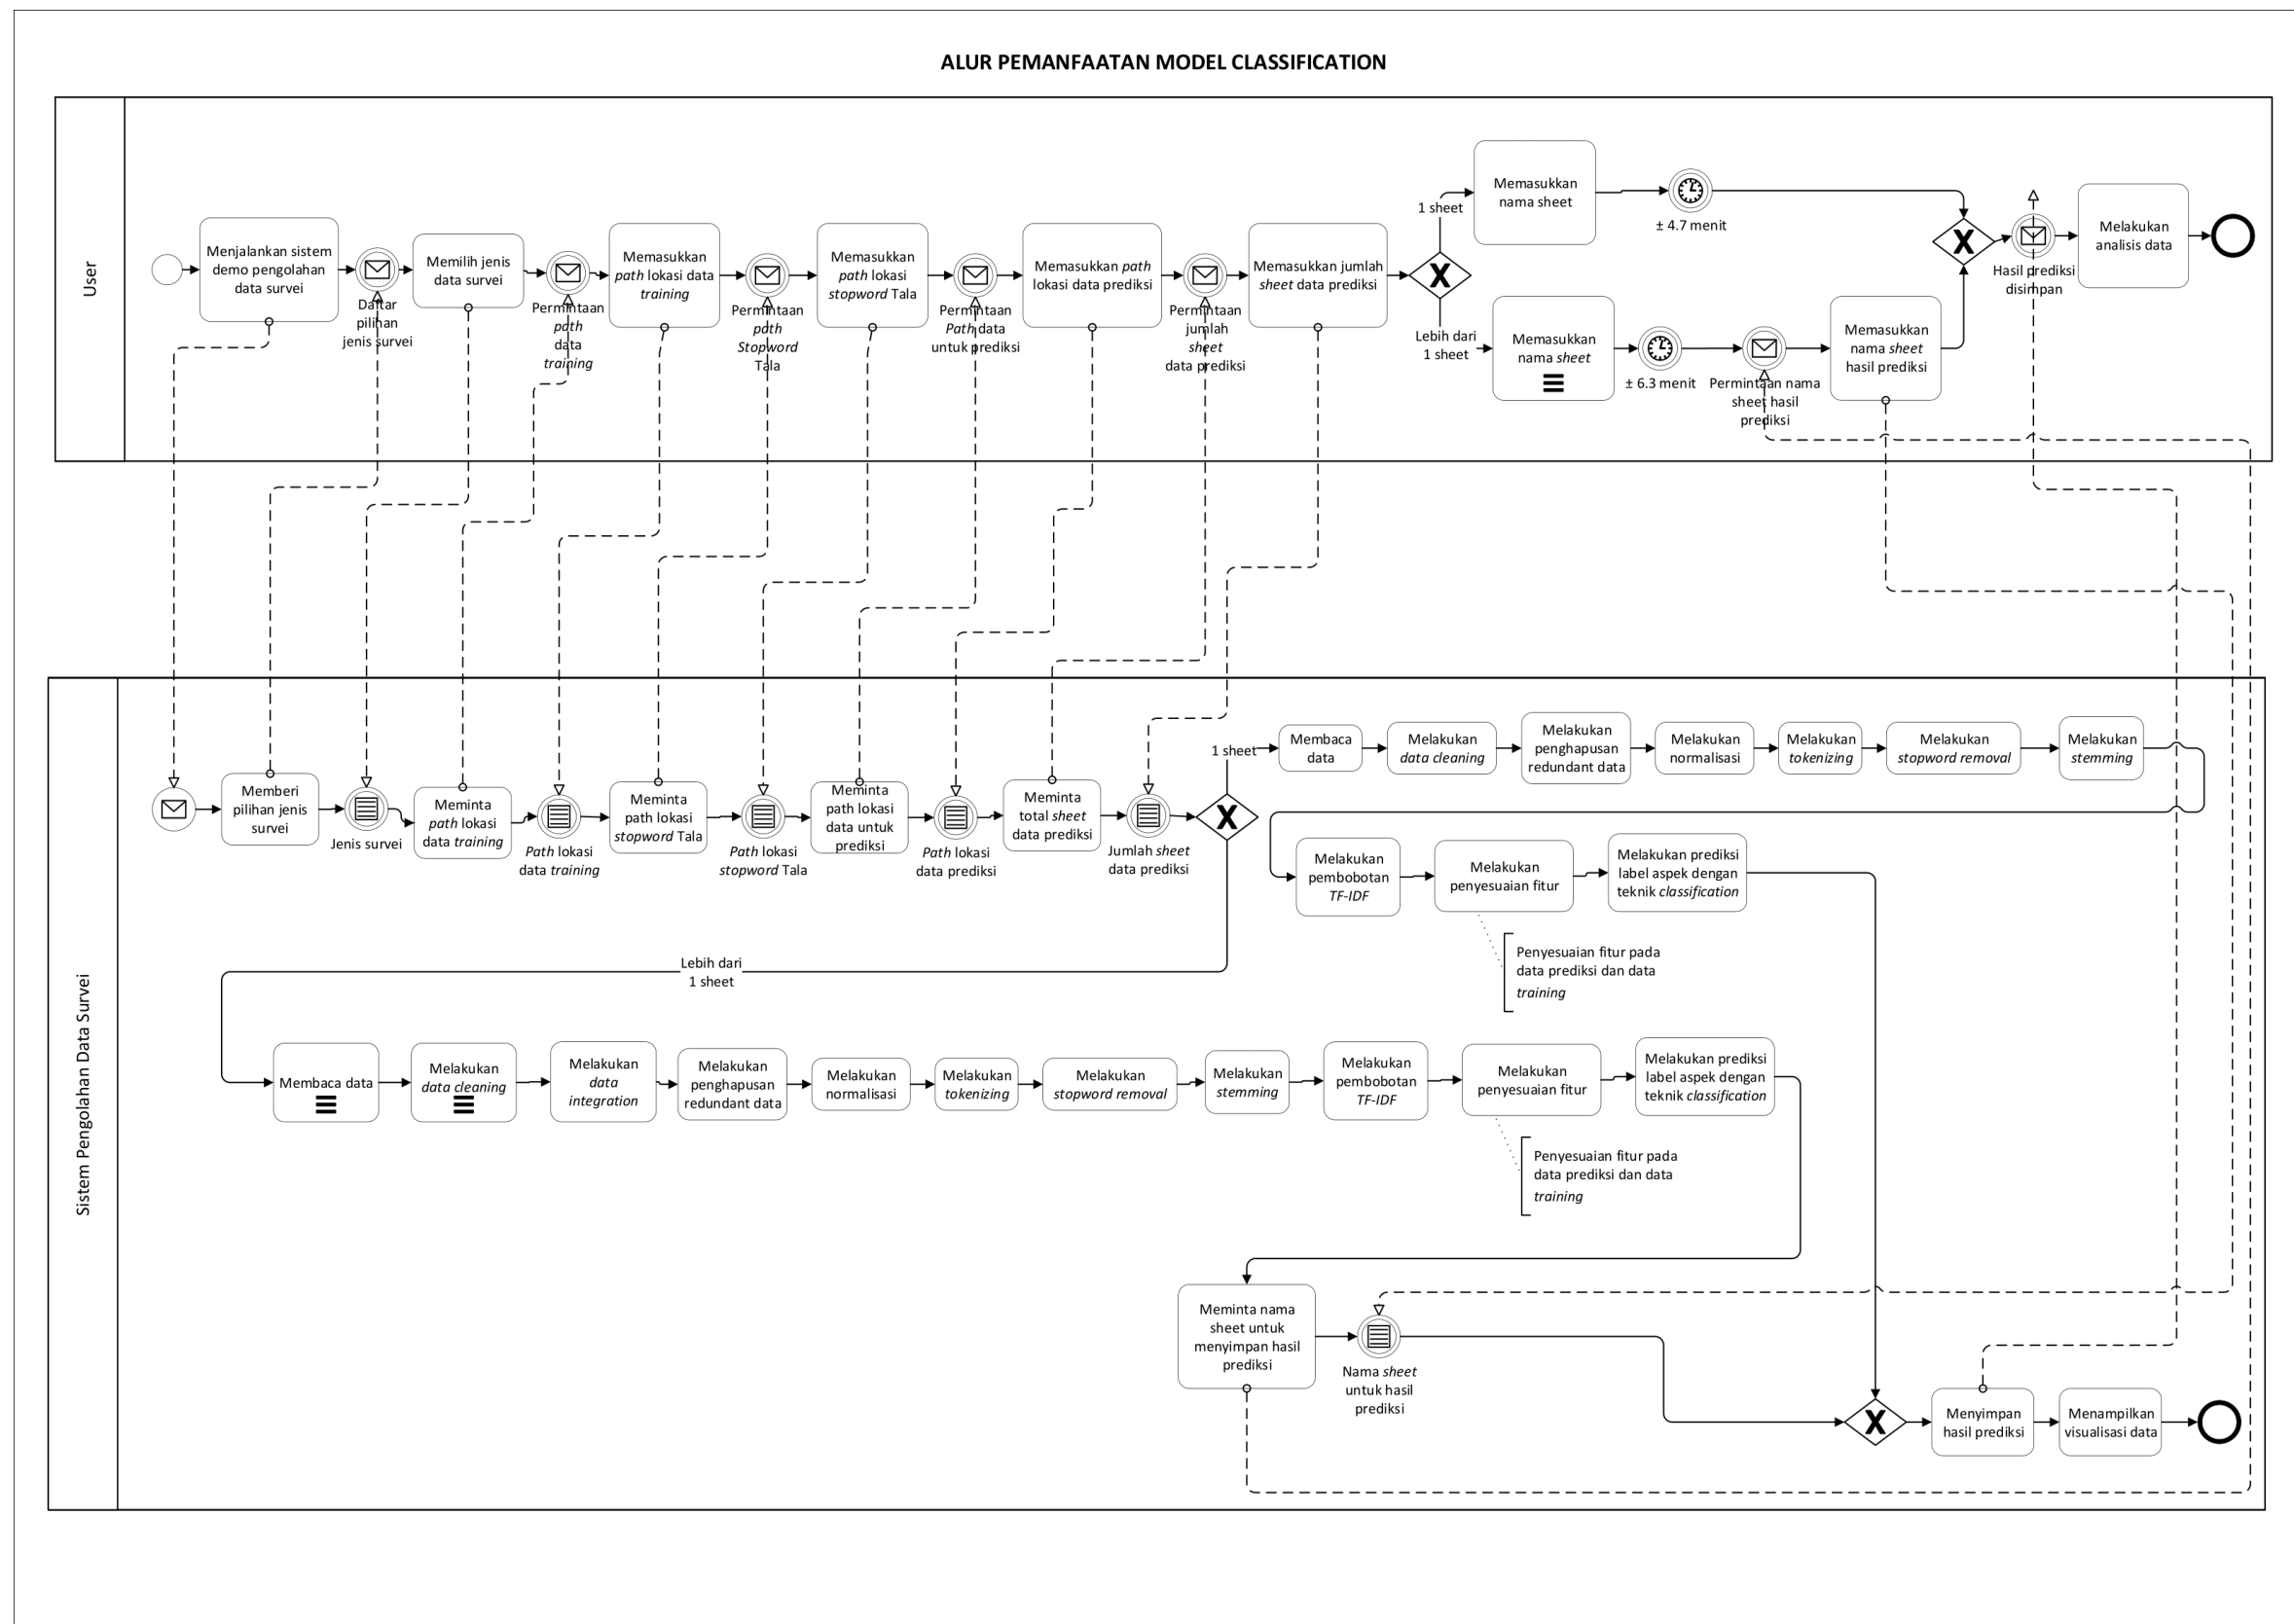 ALUR PEMANFAATAN MODEL CLASSIFICATION
User
Menjalankan sistem
demo pengolahan
data survei
Daftar
pilihan
jenis survei
Memilih jenis
data survei
Permintaan
path
data
training
Memasukkan
path lokasi data
training
Permintaan
path
Stopword
Tala
Memasukkan
path lokasi
stopword Tala
Permintaan
Path data
untuk prediksi
Memasukkan path
lokasi data prediksi
Permintaan
jumlah
sheet
data prediksi
Memasukkan jumlah
sheet data prediksi
X
1 sheet
Memasukkan
nama sheet
± 4.7 menit
Lebih dari
1 sheet
Memasukkan
nama sheet
± 6.3 menit
Permintaan nama
sheet hasil
prediksi
Memasukkan
nama sheet
hasil prediksi
X
Hasil prediksi
disimpan
Melakukan
analisis data
Sistem Pengolahan Data Survei
Memberi
pilihan jenis
survei
Jenis survei
Meminta
path lokasi
data training
Path lokasi
data training
Meminta
path lokasi
stopword Tala
Path lokasi
stopword Tala
Meminta
path lokasi
data untuk
prediksi
Path lokasi
data prediksi
Meminta
total sheet
data prediksi
Jumlah sheet
data prediksi
X
1 sheet
Membaca
data
Melakukan
data cleaning
Melakukan
penghapusan
redundant data
Melakukan
normalisasi
Melakukan
tokenizing
Melakukan
stopword removal
Melakukan
stemming
Melakukan
pembobotan
TF-IDF
Melakukan
penyesuaian fitur
Melakukan prediksi
label aspek dengan
teknik classification
Penyesuaian fitur pada
data prediksi dan data
training
Lebih dari
1 sheet
Membaca data
Melakukan
data cleaning
Melakukan
data
integration
Melakukan
penghapusan
redundant data
Melakukan
normalisasi
Melakukan
tokenizing
Melakukan
stopword removal
Melakukan
stemming
Melakukan
pembobotan
TF-IDF
Melakukan
penyesuaian fitur
Melakukan prediksi
label aspek dengan
teknik classification
Penyesuaian fitur pada
data prediksi dan data
training
Meminta nama
sheet untuk
menyimpan hasil
prediksi
Nama sheet
untuk hasil
prediksi
X
Menyimpan
hasil prediksi
Menampilkan
visualisasi data